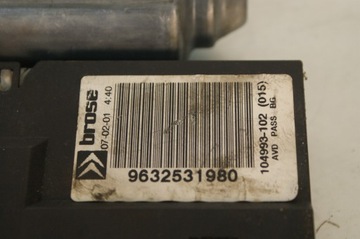 brose
07-02-01 4:40
9632531980
104993-102 (015)
AVD PASS BG